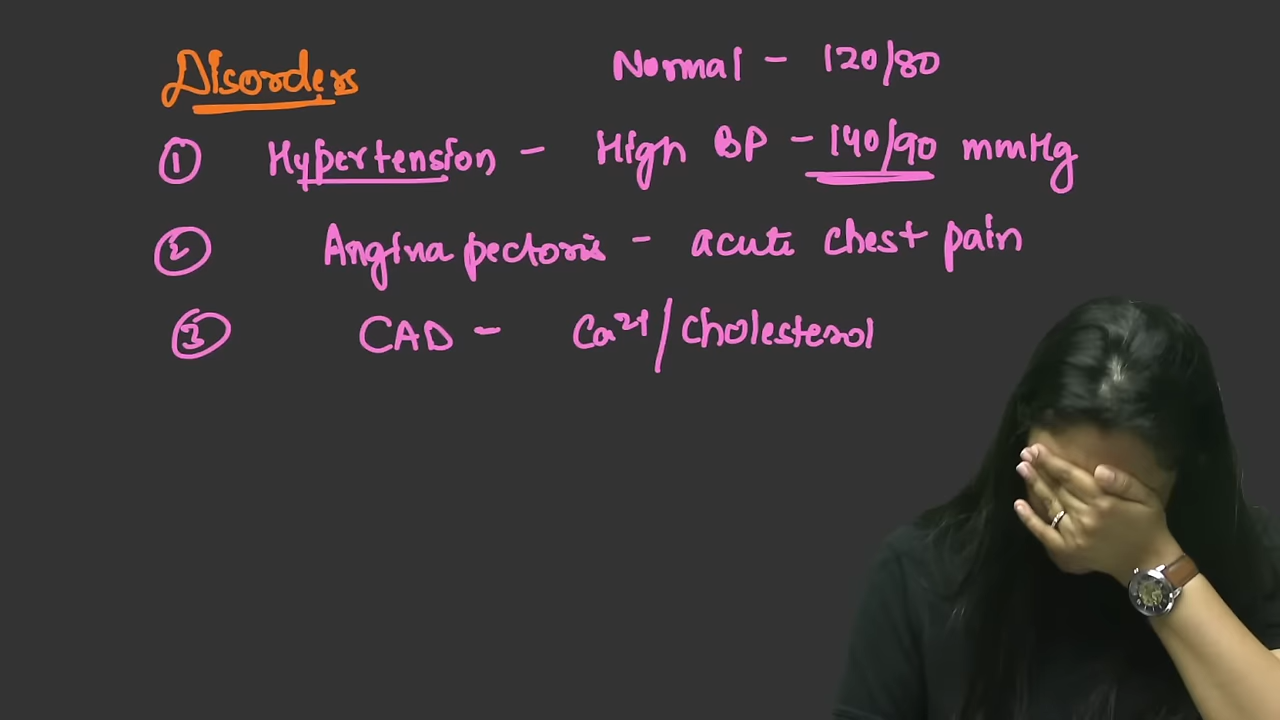 Disorders
Normal - 120/80
① Hypertension - High BP - 140/90 mmHg
② Angina pectoris - acute chest pain
③ CAD - Ca²⁺/cholesterol